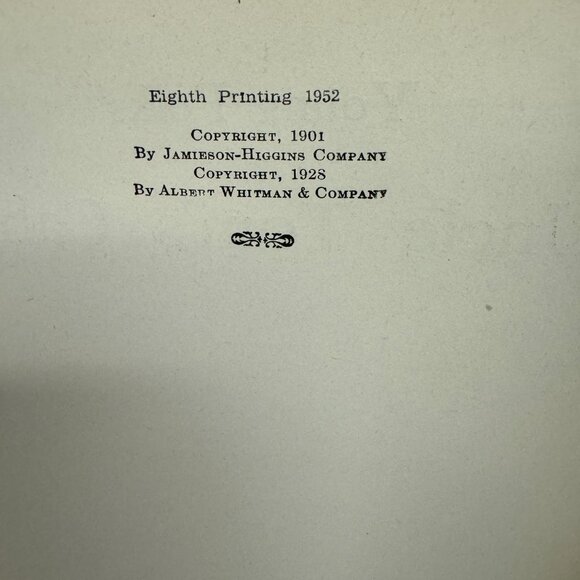 Eighth Printing 1952
COPYRIGHT, 1901
BY JAMIESON-HIGGINS COMPANY
COPYRIGHT, 1928
BY ALBERT WHITMAN & COMPANY